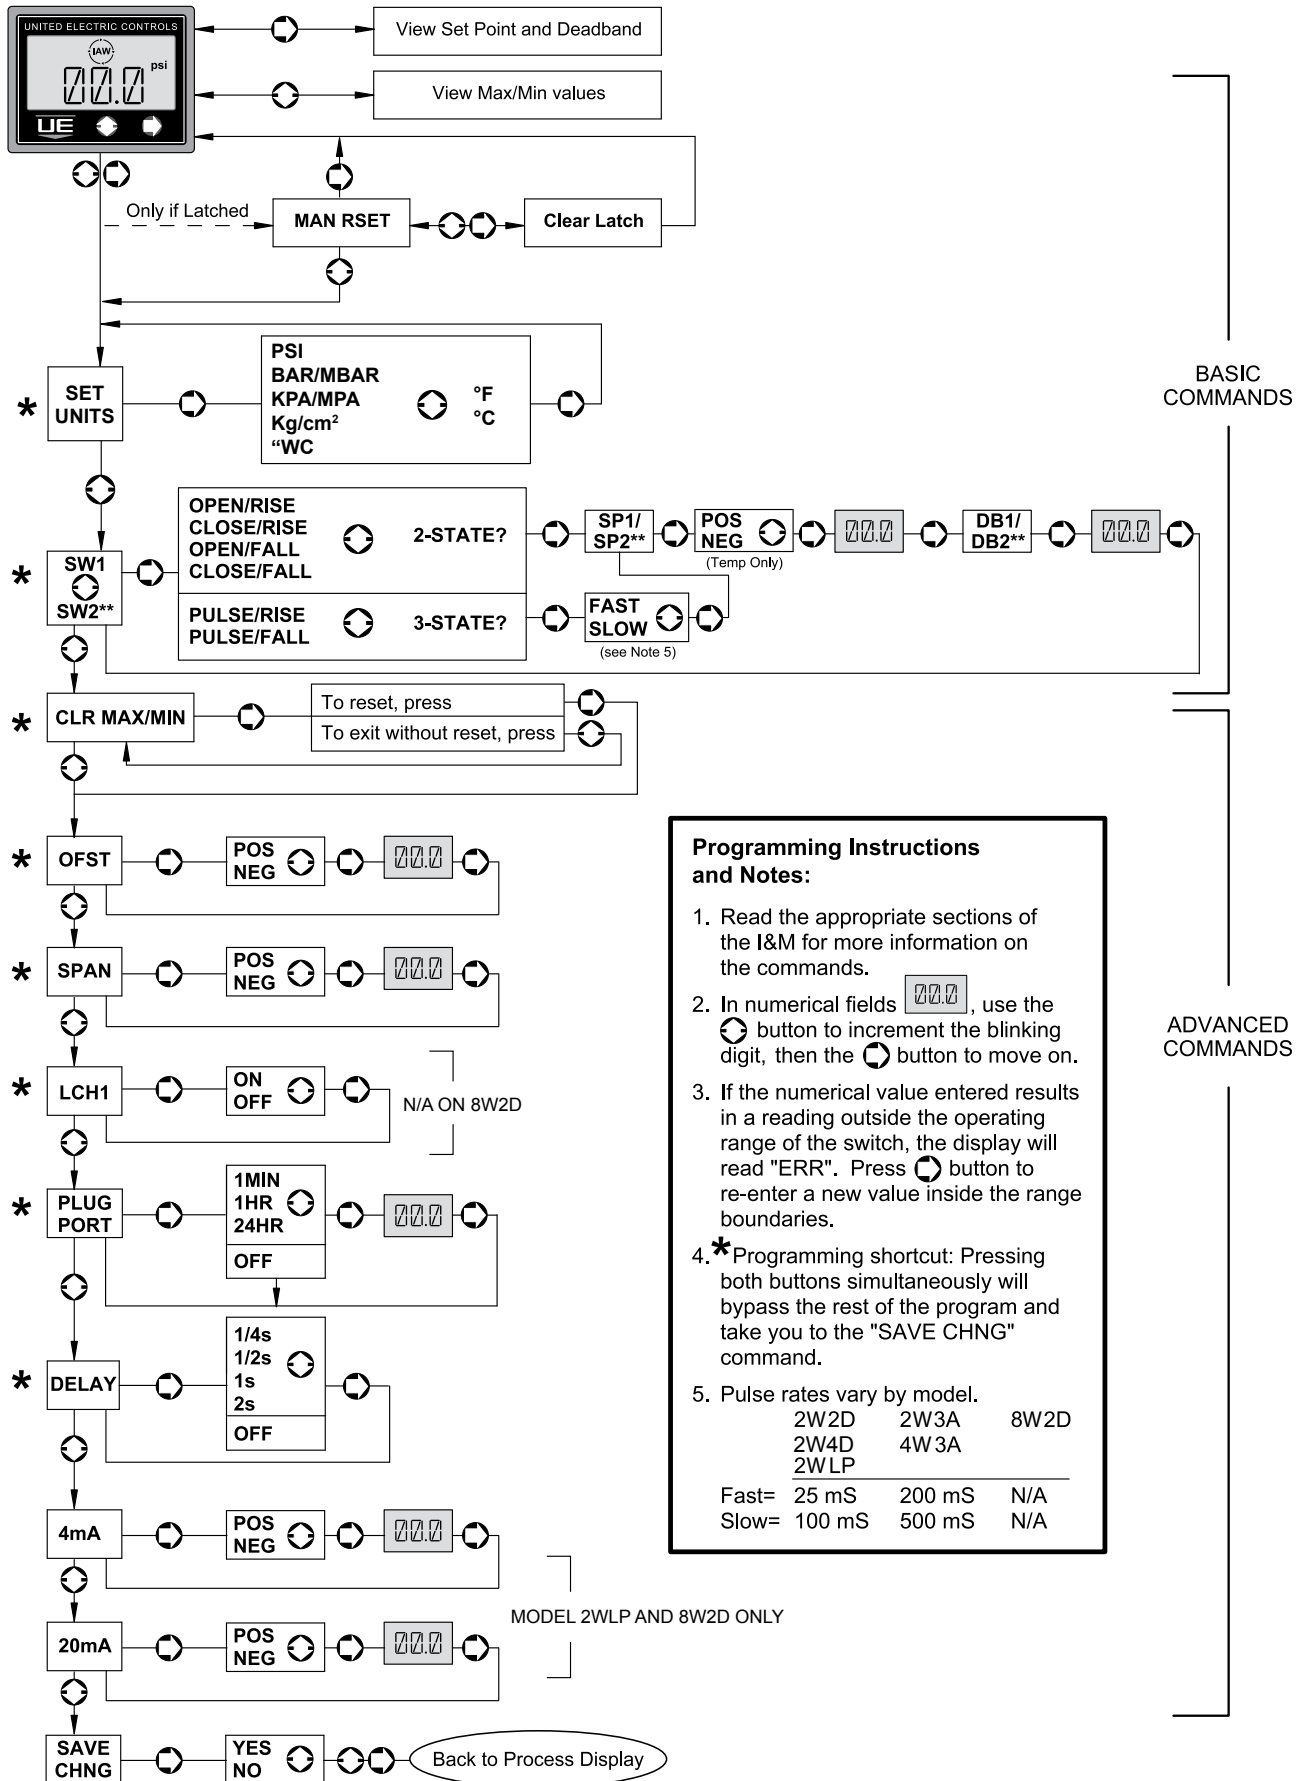 UNITED ELECTRIC CONTROLS
IAW
00.0 psi
UE
View Set Point and Deadband
View Max/Min values
Only if Latched
MAN RSET
Clear Latch
BASIC
COMMANDS
*
SET
UNITS
PSI
BAR/MBAR
KPA/MPA
Kg/cm²
“WC
°F
°C
*
SW1
SW2**
OPEN/RISE
CLOSE/RISE
OPEN/FALL
CLOSE/FALL
2-STATE?
PULSE/RISE
PULSE/FALL
3-STATE?
SP1/
SP2**
POS
NEG
(Temp Only)
00.0
DB1/
DB2**
00.0
FAST
SLOW
(see Note 5)
*
CLR MAX/MIN
To reset, press
To exit without reset, press
ADVANCED
COMMANDS
*
OFST
POS
NEG
00.0
*
SPAN
POS
NEG
00.0
*
LCH1
ON
OFF
N/A ON 8W2D
*
PLUG
PORT
1MIN
1HR
24HR
OFF
00.0
*
DELAY
1/4s
1/2s
1s
2s
OFF
4mA
POS
NEG
00.0
MODEL 2WLP AND 8W2D ONLY
20mA
POS
NEG
00.0
SAVE
CHNG
YES
NO
Back to Process Display
Programming Instructions
and Notes:
1. Read the appropriate sections of
the I&M for more information on
the commands.
2. In numerical fields 00.0 , use the
button to increment the blinking
digit, then the button to move on.
3. If the numerical value entered results
in a reading outside the operating
range of the switch, the display will
read "ERR". Press button to
re-enter a new value inside the range
boundaries.
4.*Programming shortcut: Pressing
both buttons simultaneously will
bypass the rest of the program and
take you to the "SAVE CHNG"
command.
5. Pulse rates vary by model.
2W2D 2W3A 8W2D
2W4D 4W3A
2WLP
Fast= 25 mS 200 mS N/A
Slow= 100 mS 500 mS N/A